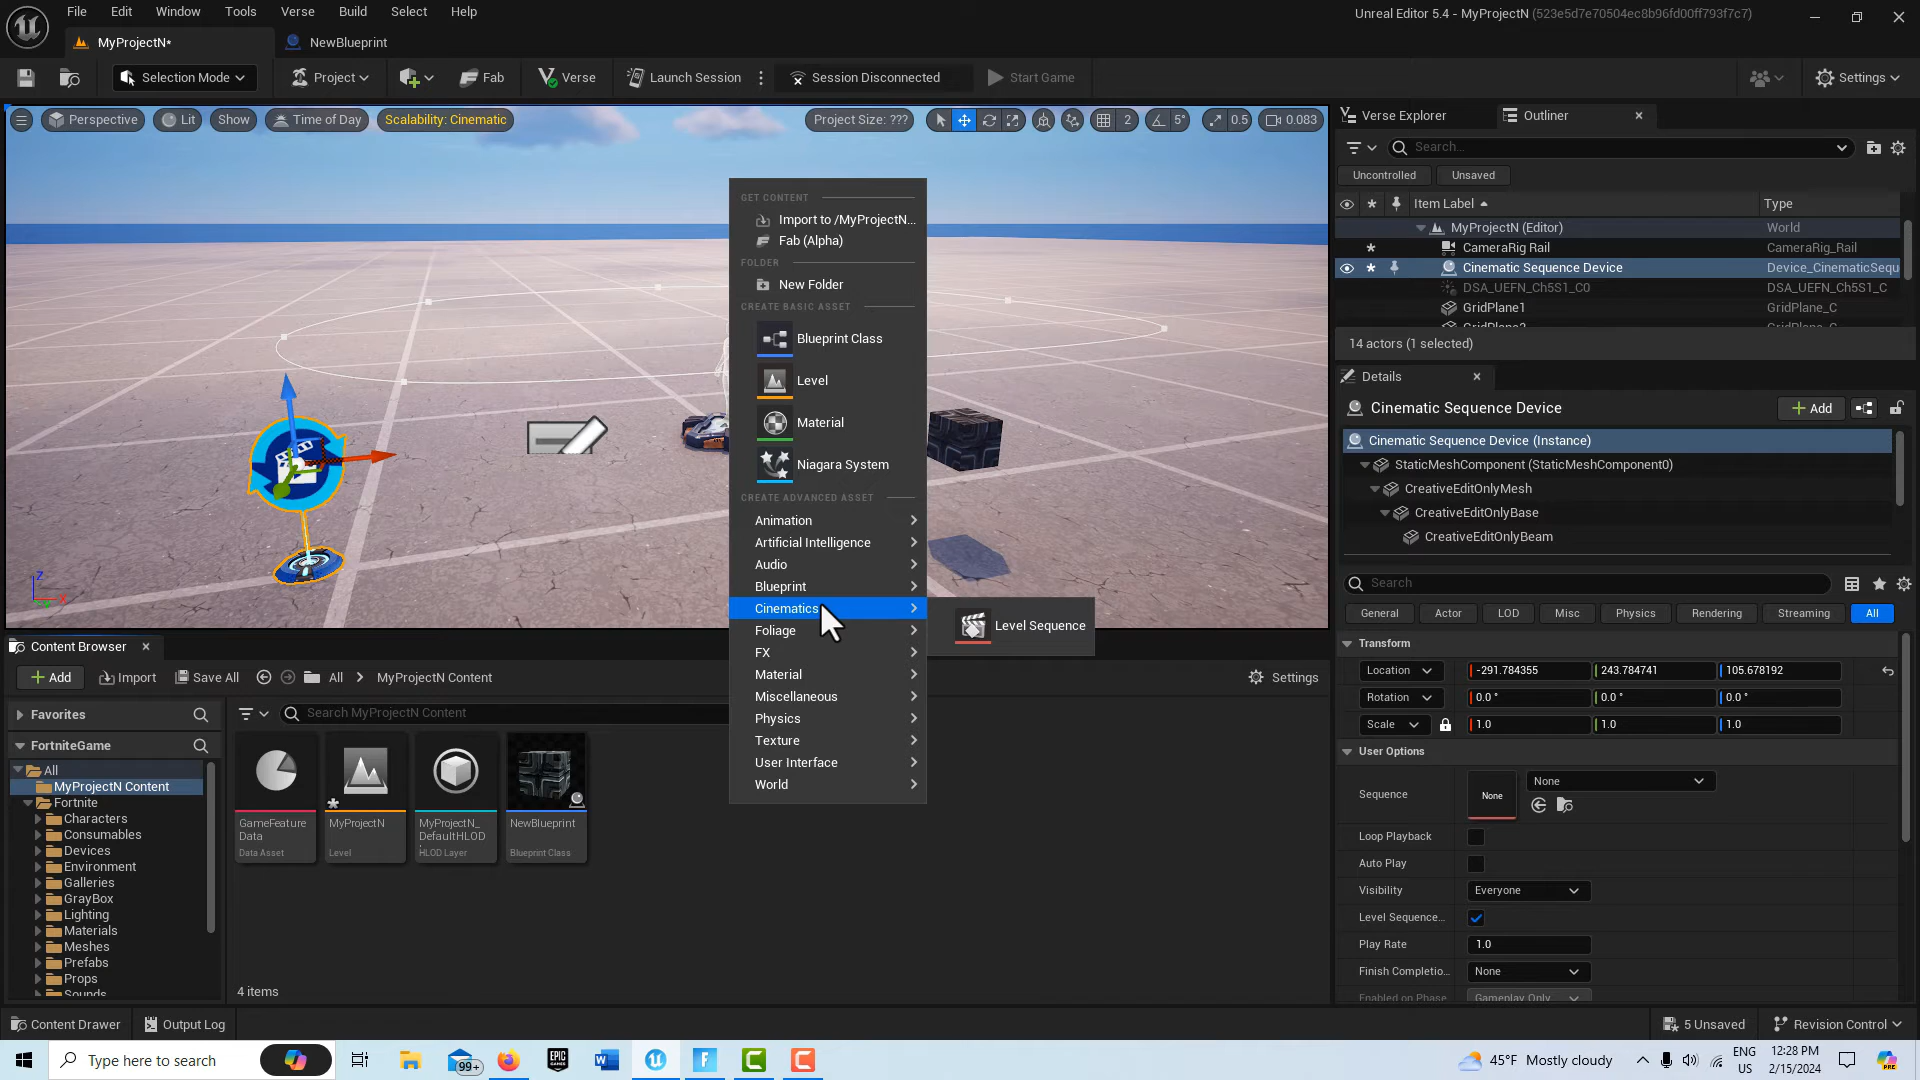 File Edit Window Tools Verse Build Select Help
Unreal Editor 5.4 - MyProjectN (523e5d7e70504ec8b96fd00ff793f7c7)
MyProjectN*
NewBlueprint
Selection Mode
Project
Fab
Verse
Launch Session
Session Disconnected
Start Game
Settings
Perspective
Lit
Show
Time of Day
Scalability: Cinematic
Project Size: ???
2
5°
0.5
0.083
GET CONTENT
Import to /MyProjectN...
Fab (Alpha)
FOLDER
New Folder
CREATE BASIC ASSET
Blueprint Class
Level
Material
Niagara System
CREATE ADVANCED ASSET
Animation
Artificial Intelligence
Audio
Blueprint
Cinematics
Foliage
FX
Material
Miscellaneous
Physics
Texture
User Interface
World
Level Sequence
Z
X
Verse Explorer
Outliner
Search...
Uncontrolled
Unsaved
Item Label
Type
MyProjectN (Editor)
World
CameraRig Rail
CameraRig_Rail
Cinematic Sequence Device
Device_CinematicSequ
DSA_UEFN_Ch5S1_C0
DSA_UEFN_Ch5S1_C
GridPlane1
GridPlane_C
14 actors (1 selected)
Details
Cinematic Sequence Device
Add
Cinematic Sequence Device (Instance)
StaticMeshComponent (StaticMeshComponent0)
CreativeEditOnlyMesh
CreativeEditOnlyBase
CreativeEditOnlyBeam
Search
General
Actor
LOD
Misc
Physics
Rendering
Streaming
All
Transform
Location
-291.784355
243.784741
105.678192
Rotation
0.0 °
0.0 °
0.0 °
Scale
1.0
1.0
1.0
User Options
Sequence
None
None
Loop Playback
Auto Play
Visibility
Everyone
Level Sequence...
Play Rate
1.0
Finish Completio...
None
Enabled on Phase
Gameplay Only
Content Browser
Add
Import
Save All
All
MyProjectN Content
Settings
Favorites
Search MyProjectN Content
FortniteGame
All
MyProjectN Content
Fortnite
Characters
Consumables
Devices
Environment
Galleries
GrayBox
Lighting
Materials
Meshes
Prefabs
Props
Sounds
GameFeature
Data
Data Asset
MyProjectN
Level
MyProjectN_
DefaultHLOD
HLOD Layer
NewBlueprint
Blueprint Class
4 items
Content Drawer
Output Log
5 Unsaved
Revision Control
Type here to search
99+
45°F Mostly cloudy
ENG
US
12:28 PM
2/15/2024